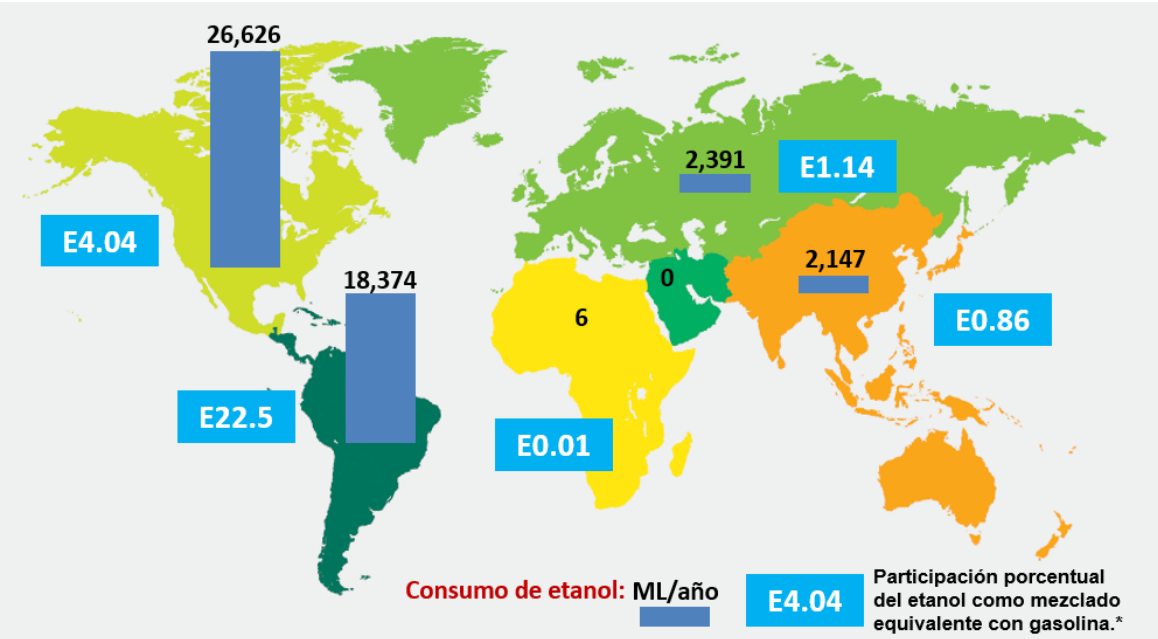 26,626
2,391
E1.14
E4.04
18,374
0
2,147
6
E0.86
E22.5
E0.01
Consumo de etanol: ML/año
E4.04
Participación porcentual
del etanol como mezclado
equivalente con gasolina.*